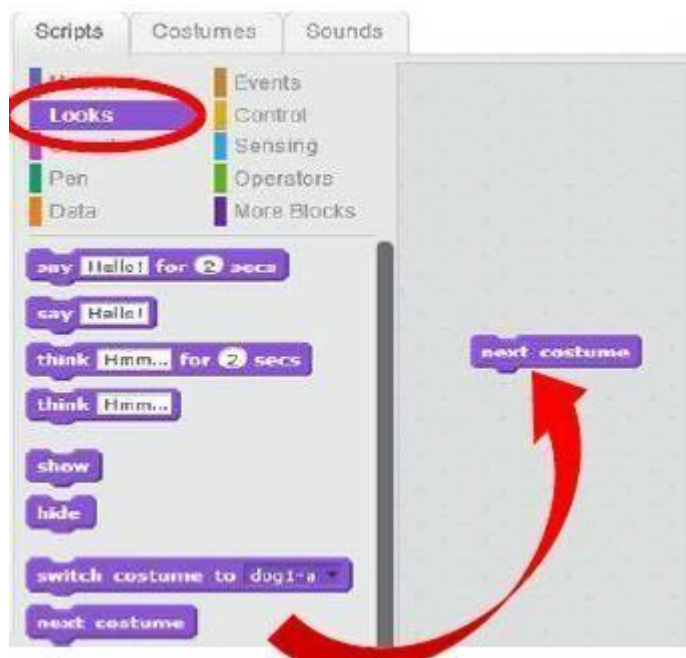 Scripts Costumes Sounds
Events
Looks Control
Sensing
Pen Operators
Data More Blocks
say Hello! for 2 secs
say Hello!
think Hmm... for 2 secs
think Hmm...
show
hide
switch costume to dog1-a
next costume
next costume